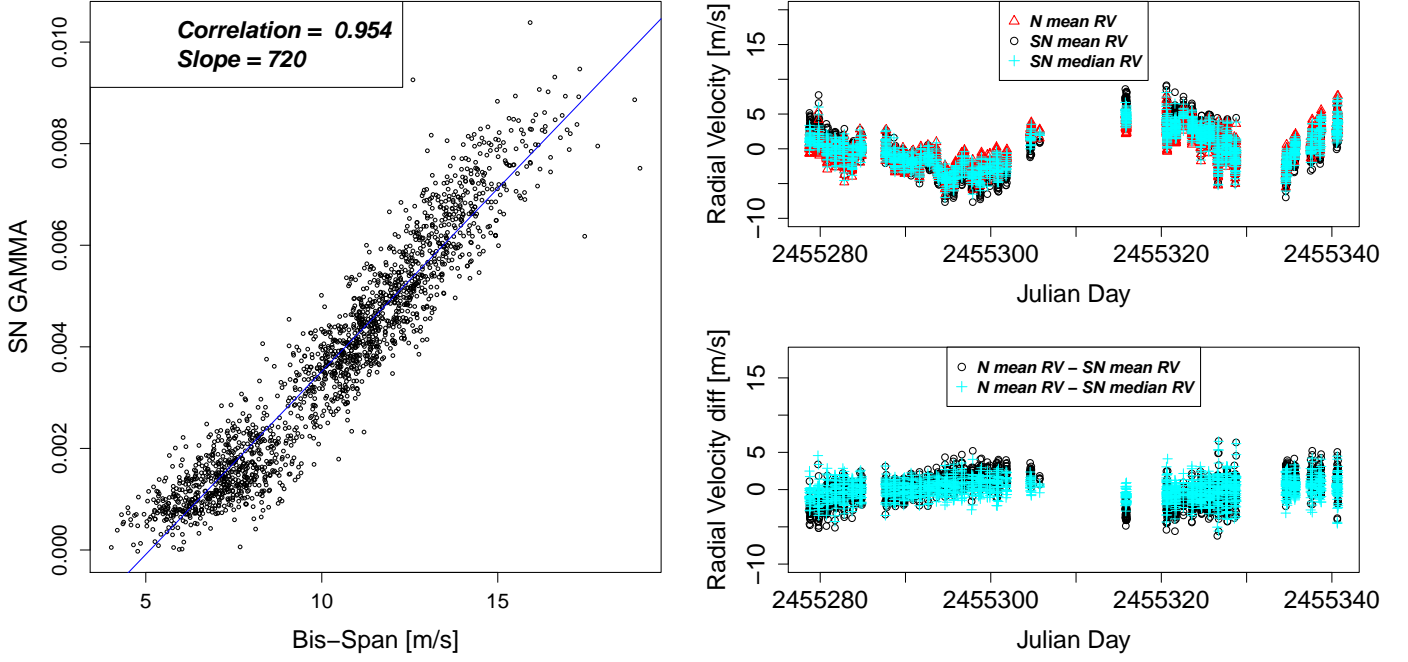 Correlation = 0.954
Slope = 720
SN GAMMA
0.000
0.002
0.004
0.006
0.008
0.010
5
10
15
Bis−Span [m/s]
N mean RV
SN mean RV
SN median RV
Radial Velocity [m/s]
−10
0
5
15
2455280
2455300
2455320
2455340
Julian Day
N mean RV − SN mean RV
N mean RV − SN median RV
Radial Velocity diff [m/s]
−10
0
5
15
2455280
2455300
2455320
2455340
Julian Day